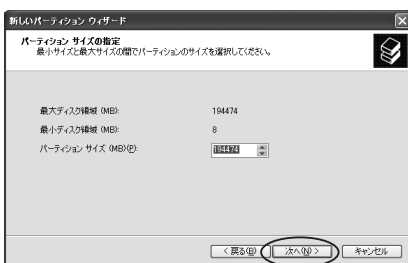 新しいパーティション ウィザード
パーティション サイズの指定
最小サイズと最大サイズの間でパーティションのサイズを選択してください。
最大ディスク領域 (MB): 194474
最小ディスク領域 (MB): 8
パーティション サイズ (MB)(P): 194474
< 戻る(B) 次へ(N) > キャンセル